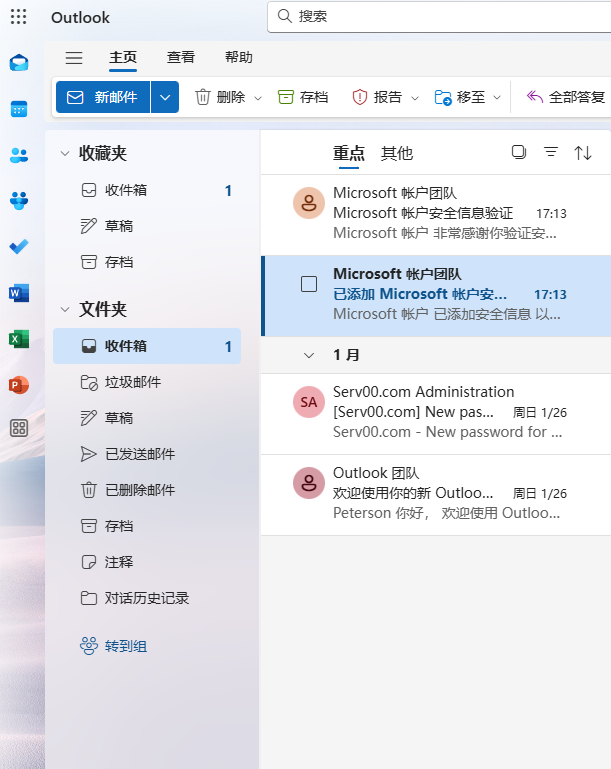 Outlook
搜索
主页 查看 帮助
新邮件 删除 存档 报告 移至 全部答复
收藏夹
收件箱 1
草稿
存档
文件夹
收件箱 1
垃圾邮件
草稿
已发送邮件
已删除邮件
存档
注释
对话历史记录
转到组
重点 其他
Microsoft 帐户团队
Microsoft 帐户安全信息验证 17:13
Microsoft 帐户 非常感谢你验证安...
Microsoft 帐户团队
已添加 Microsoft 帐户安... 17:13
Microsoft 帐户 已添加安全信息 以...
1 月
SA
Serv00.com Administration
[Serv00.com] New pas... 周日 1/26
Serv00.com - New password for ...
Outlook 团队
欢迎使用你的新 Outloo... 周日 1/26
Peterson 你好， 欢迎使用 Outloo...